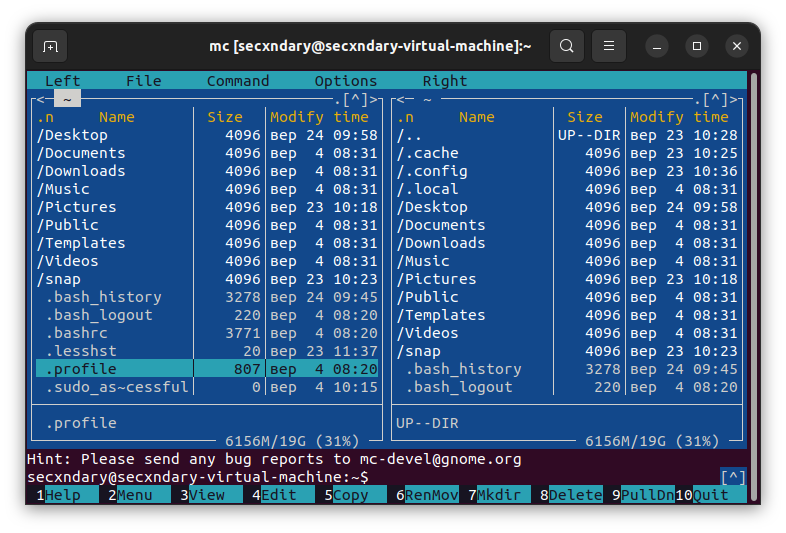 mc [secxndary@secxndary-virtual-machine]:~
Left File Command Options Right
<─ ~ .[^]>
.n Name Size Modify time
/Desktop 4096 вер 24 09:58
/Documents 4096 вер 4 08:31
/Downloads 4096 вер 4 08:31
/Music 4096 вер 4 08:31
/Pictures 4096 вер 23 10:18
/Public 4096 вер 4 08:31
/Templates 4096 вер 4 08:31
/Videos 4096 вер 4 08:31
/snap 4096 вер 23 10:23
.bash_history 3278 вер 24 09:45
.bash_logout 220 вер 4 08:20
.bashrc 3771 вер 4 08:20
.lesshst 20 вер 23 11:37
.profile 807 вер 4 08:20
.sudo_as~cessful 0 вер 4 10:15
.profile
6156M/19G (31%)
<─ ~ .[^]>
.n Name Size Modify time
/.. UP--DIR вер 23 10:28
/.cache 4096 вер 23 10:25
/.config 4096 вер 23 10:36
/.local 4096 вер 4 08:31
/Desktop 4096 вер 24 09:58
/Documents 4096 вер 4 08:31
/Downloads 4096 вер 4 08:31
/Music 4096 вер 4 08:31
/Pictures 4096 вер 23 10:18
/Public 4096 вер 4 08:31
/Templates 4096 вер 4 08:31
/Videos 4096 вер 4 08:31
/snap 4096 вер 23 10:23
.bash_history 3278 вер 24 09:45
.bash_logout 220 вер 4 08:20
UP--DIR
6156M/19G (31%)
Hint: Please send any bug reports to mc-devel@gnome.org
secxndary@secxndary-virtual-machine:~$ [^]
1Help 2Menu 3View 4Edit 5Copy 6RenMov 7Mkdir 8Delete 9PullDn 10Quit